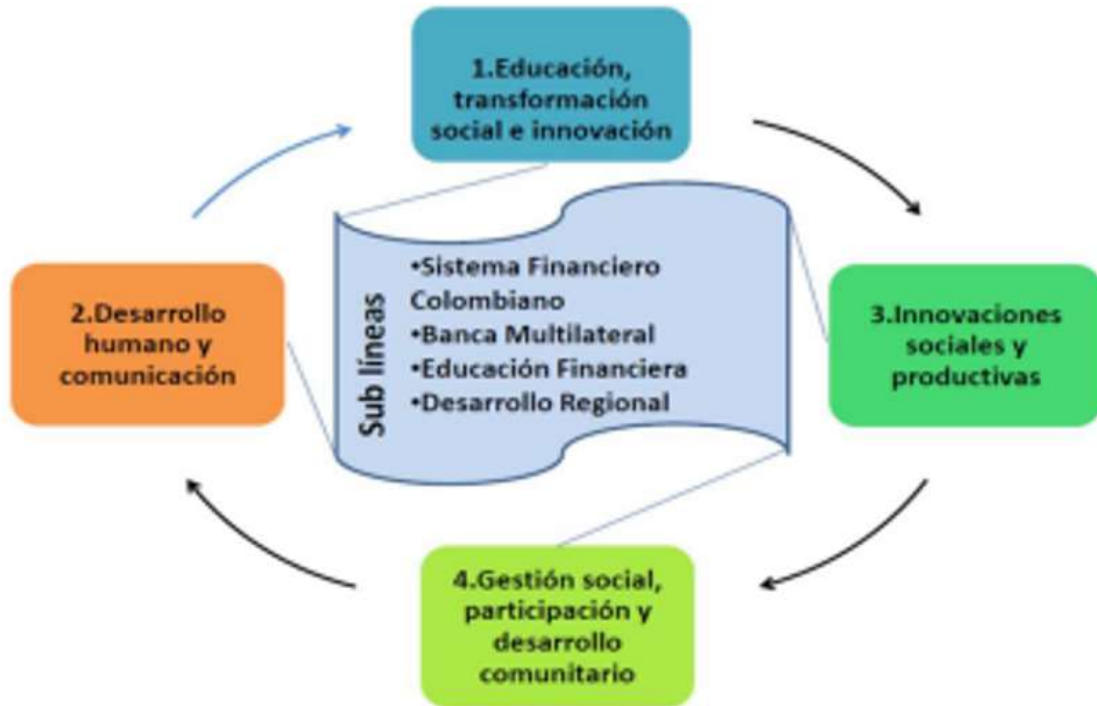 1.Educación,
transformación
social e innovación
2.Desarrollo
humano y
comunicación
Sub líneas
•Sistema Financiero
Colombiano
•Banca Multilateral
•Educación Financiera
•Desarrollo Regional
3.Innovaciones
sociales y
productivas
4.Gestión social,
participación y
desarrollo
comunitario